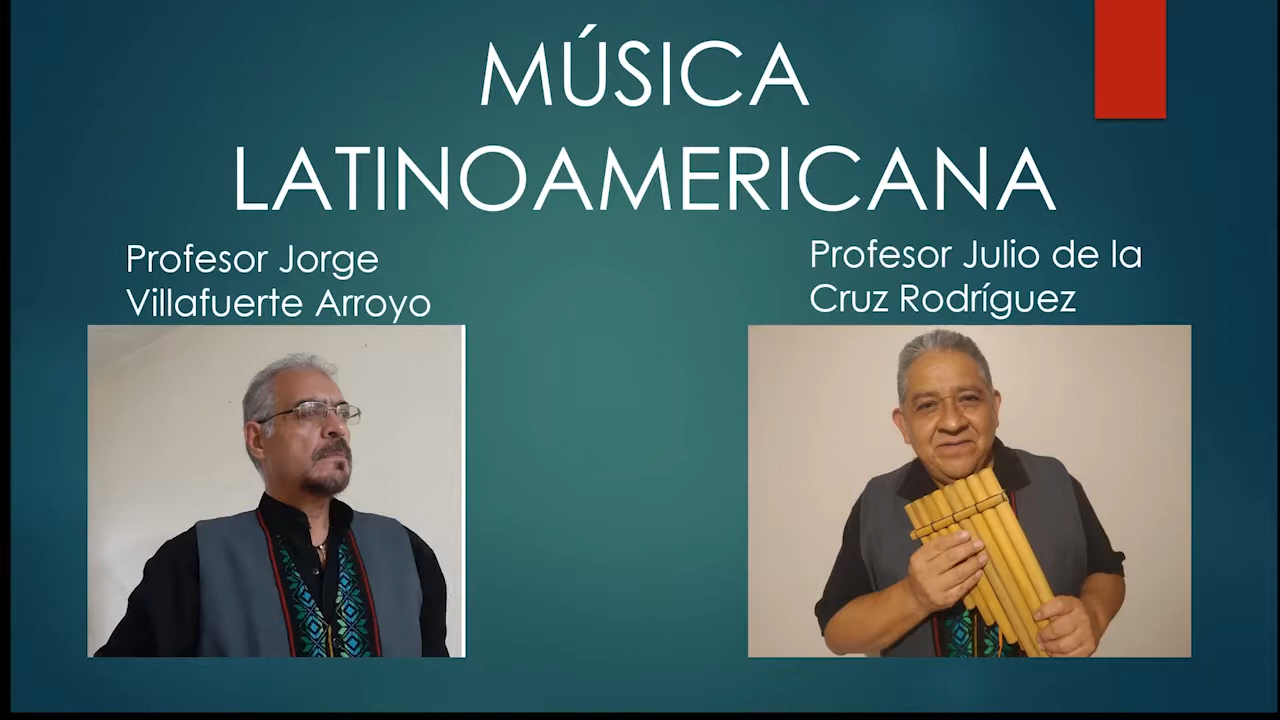 MÚSICA
LATINOAMERICANA
Profesor Jorge
Villafuerte Arroyo
Profesor Julio de la
Cruz Rodríguez